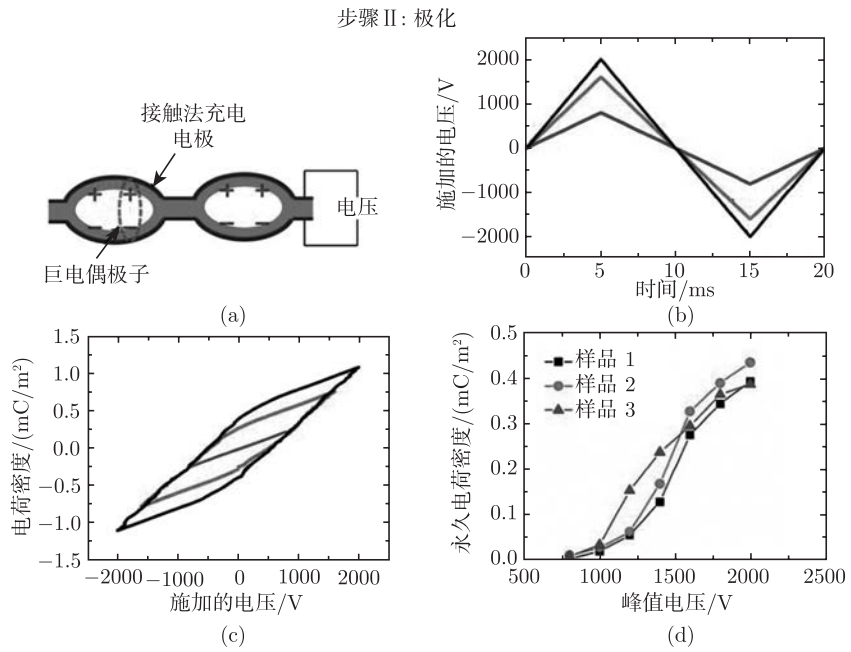 步骤Ⅱ: 极化
接触法充电
电极
+ + + +
电压
巨电偶极子
(a)
施加的电压/V
2000
1000
0
−1000
−2000
0 5 10 15 20
时间/ms
(b)
电荷密度/(mC/m²)
1.5
1.0
0.5
0.0
−0.5
−1.0
−1.5
−2000 −1000 0 1000 2000
施加的电压/V
(c)
永久电荷密度/(mC/m²)
0.5
0.4
0.3
0.2
0.1
0.0
样品 1
样品 2
样品 3
500 1000 1500 2000 2500
峰值电压/V
(d)